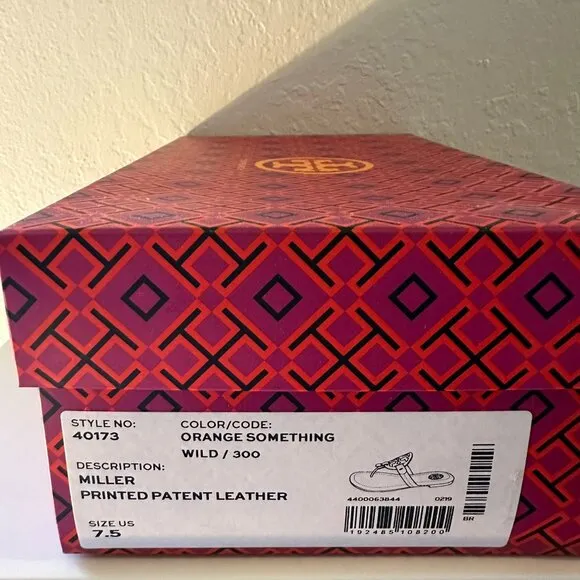 STYLE NO:
40173
COLOR/CODE:
ORANGE SOMETHING
WILD / 300
DESCRIPTION:
MILLER
PRINTED PATENT LEATHER
4400063844 0219
BR
SIZE US
7.5
192485108200